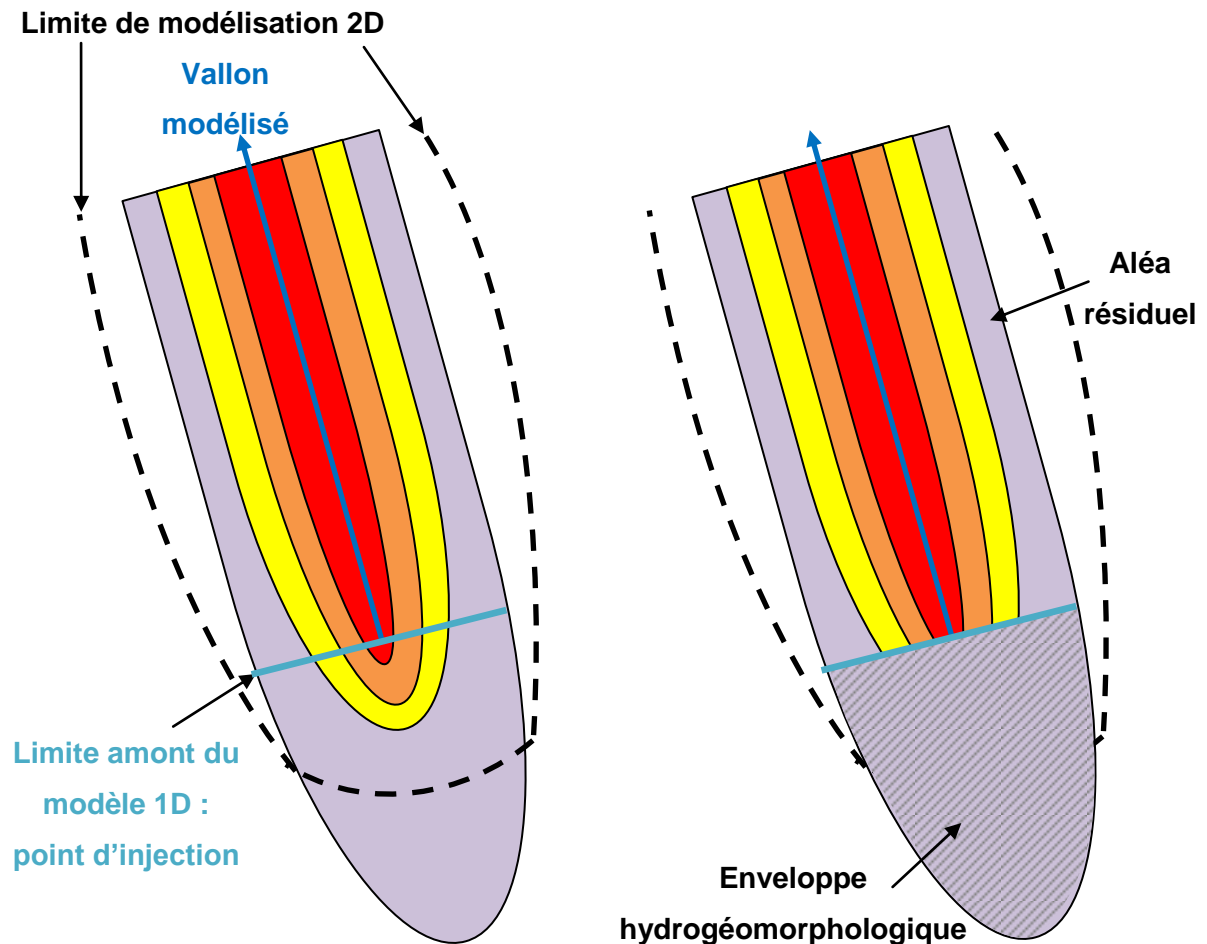 Limite de modélisation 2D
Vallon
modélisé
Aléa
résiduel
Limite amont du
modèle 1D :
point d'injection
Enveloppe
hydrogéomorphologique